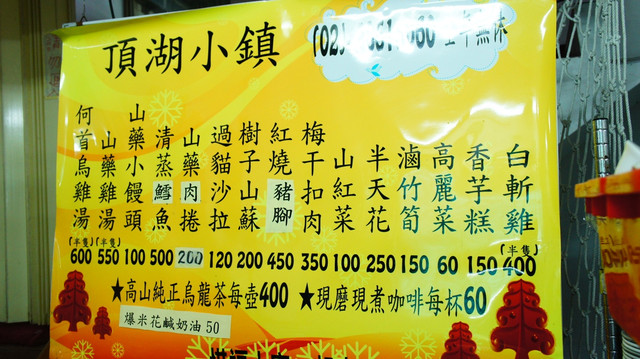 頂湖小鎮
(02)
無休
何首烏雞湯
(半隻)
600
山藥雞湯
(半隻)
550
山藥小饅頭
100
清蒸鱈魚
500
山藥肉捲
200
過貓沙拉
120
樹子山蘇
200
紅燒豬腳
450
梅干扣肉
350
山紅菜
100
半天花
250
滷竹筍
150
高麗菜
60
香芋糕
150
白斬雞
(半隻)
400
★高山純正烏龍茶每壺400 ★現磨現煮咖啡每杯60
爆米花鹹奶油 50